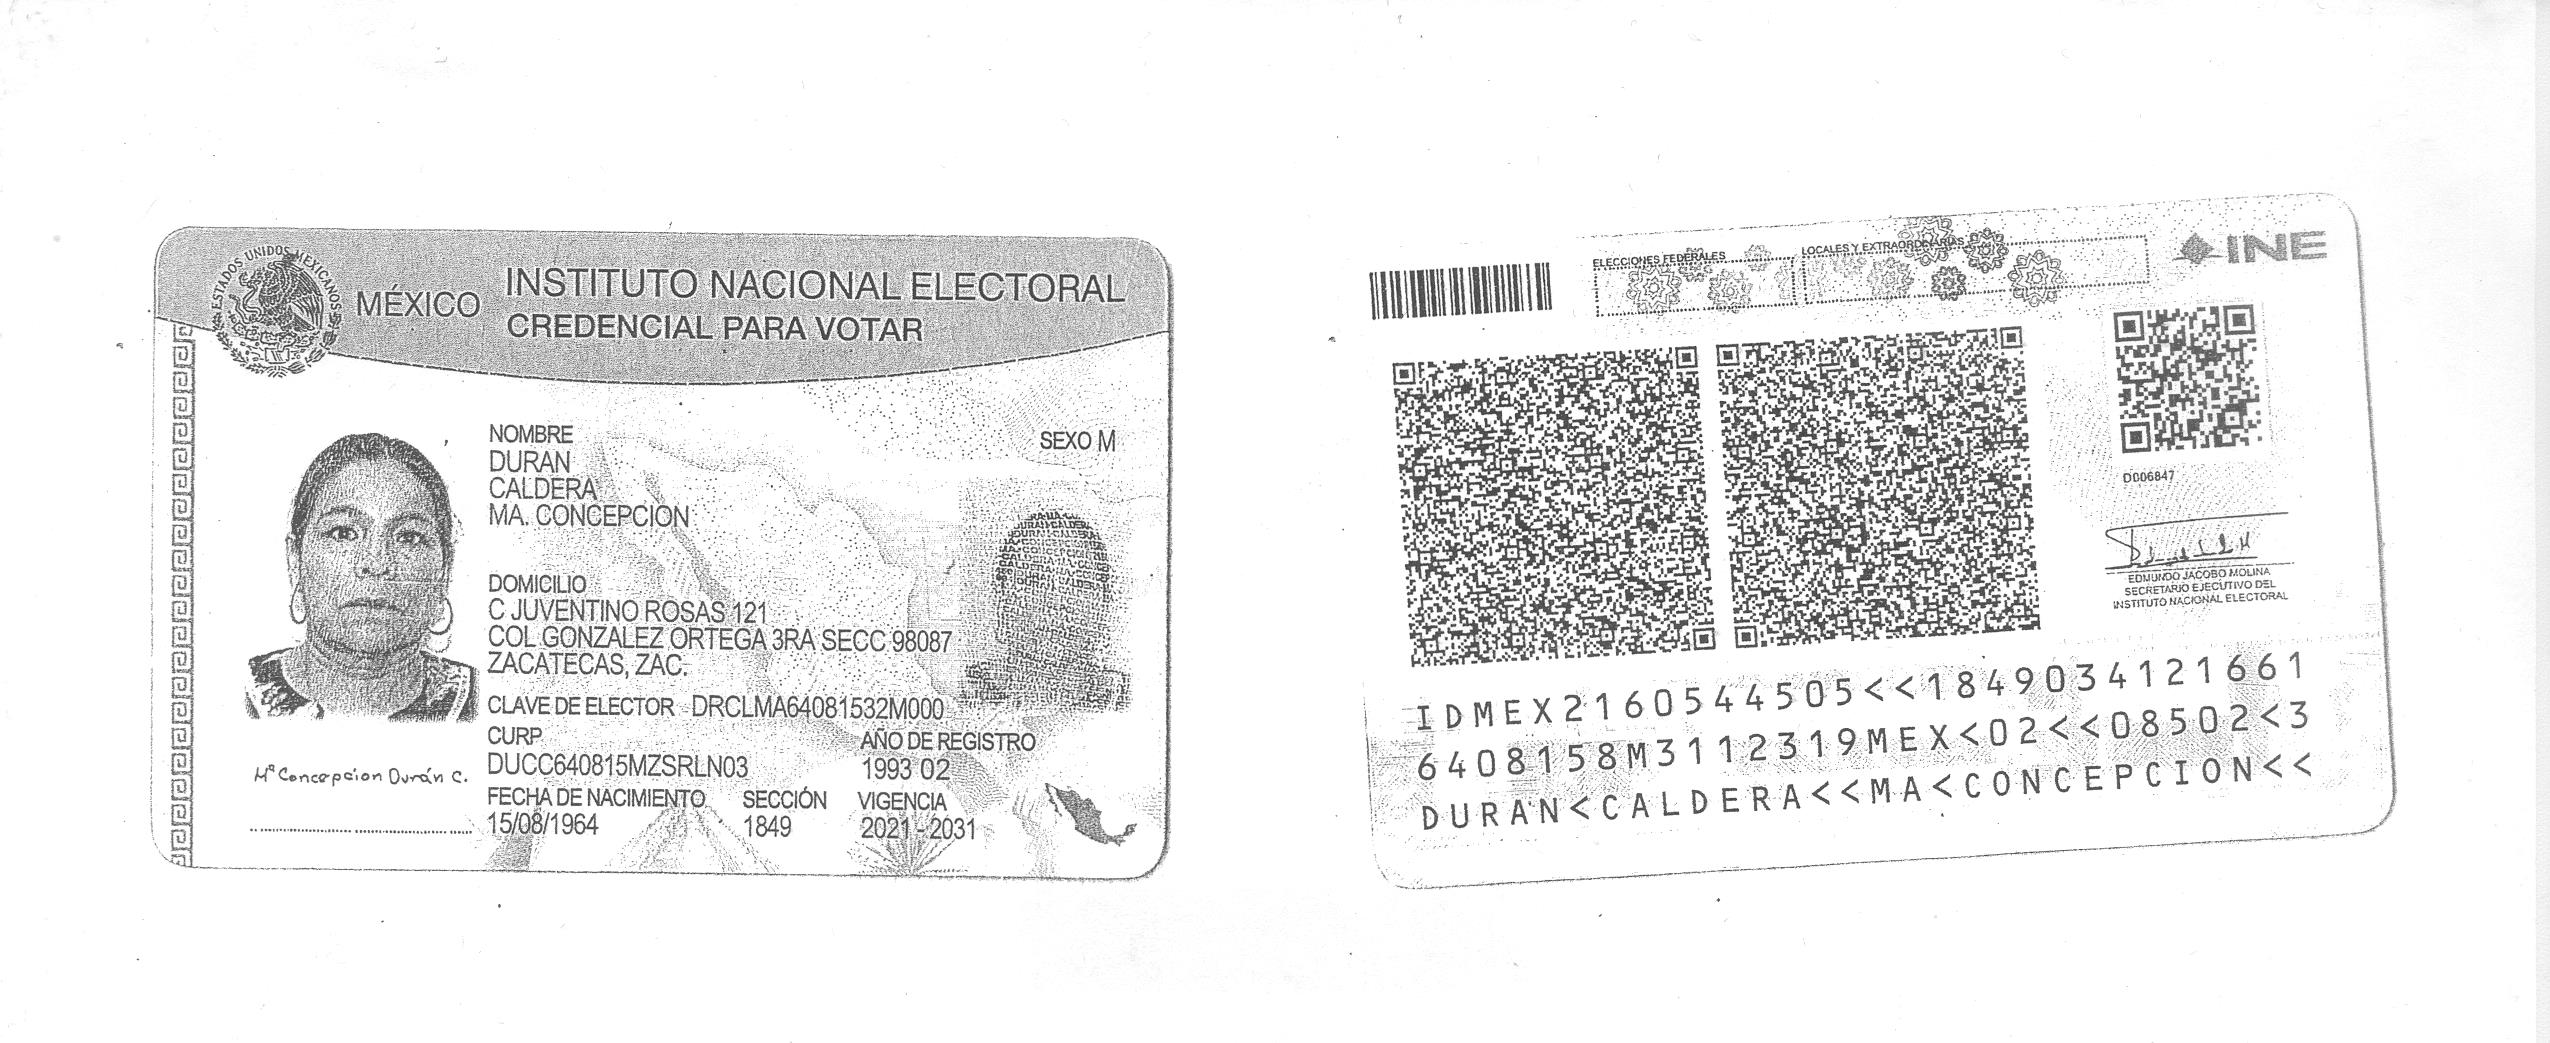 ESTADOS UNIDOS MEXICANOS
MÉXICO
INSTITUTO NACIONAL ELECTORAL
CREDENCIAL PARA VOTAR
NOMBRE
DURAN
CALDERA
MA. CONCEPCION
SEXO M
DOMICILIO
C JUVENTINO ROSAS 121
COL GONZALEZ ORTEGA 3RA SECC 98087
ZACATECAS, ZAC.
CLAVE DE ELECTOR DRCLMA64081532M000
CURP
DUCC640815MZSRLN03
AÑO DE REGISTRO
1993 02
FECHA DE NACIMIENTO
15/08/1964
SECCIÓN
1849
VIGENCIA
2021 - 2031
Mª Concepcion Durán C.
ELECCIONES FEDERALES
LOCALES Y EXTRAORDINARIAS
INE
D006847
EDMUNDO JACOBO MOLINA
SECRETARIO EJECUTIVO DEL
INSTITUTO NACIONAL ELECTORAL
IDMEX2160544505<<1849034121661
6408158M3112319MEX<02<<08502<3
DURAN<CALDERA<<MA<CONCEPCION<<